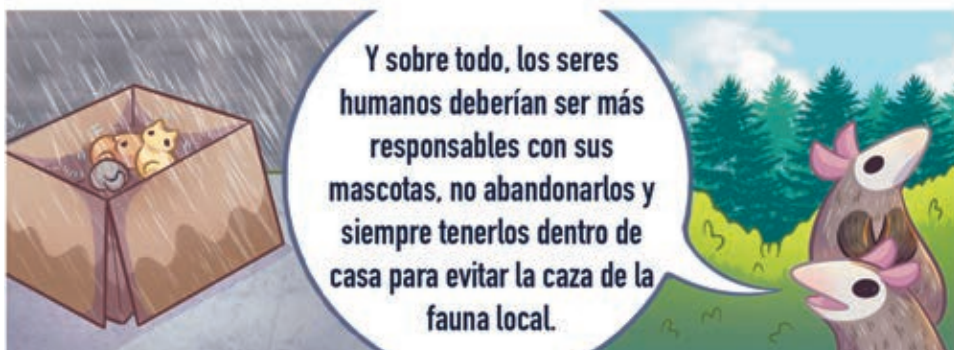 Y sobre todo, los seres
humanos deberían ser más
responsables con sus
mascotas, no abandonarlos y
siempre tenerlos dentro de
casa para evitar la caza de la
fauna local.